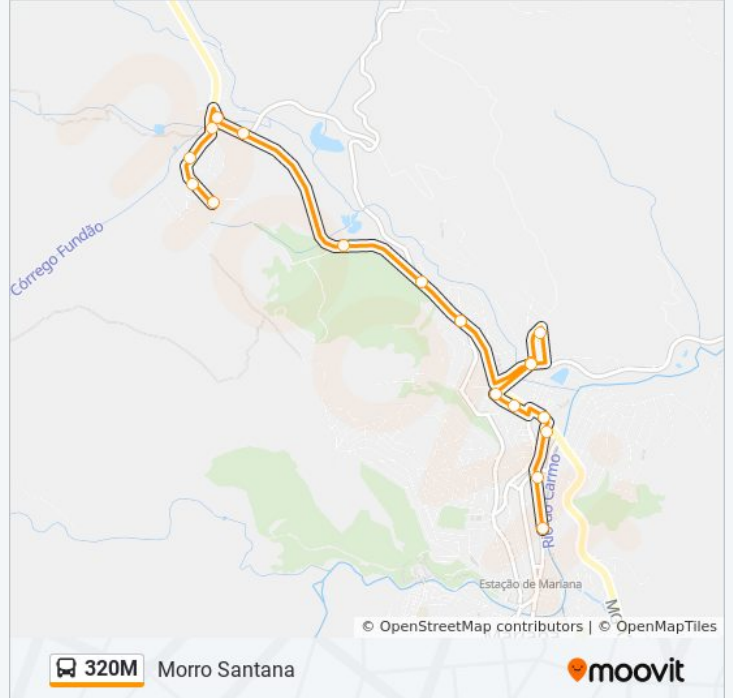 Córrego Fundão
Rio do Carmo
Estação de Mariana
© OpenStreetMap contributors | © OpenMapTiles
320M Morro Santana
moovit